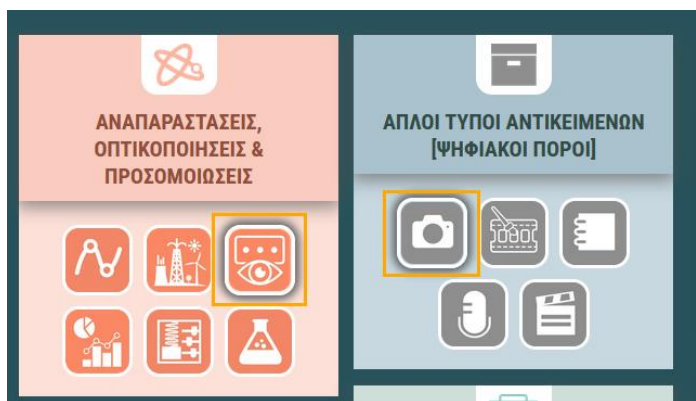 ΑΝΑΠΑΡΑΣΤΑΣΕΙΣ,
ΟΠΤΙΚΟΠΟΙΗΣΕΙΣ &
ΠΡΟΣΟΜΟΙΩΣΕΙΣ
ΑΠΛΟΙ ΤΥΠΟΙ ΑΝΤΙΚΕΙΜΕΝΩΝ
[ΨΗΦΙΑΚΟΙ ΠΟΡΟΙ]